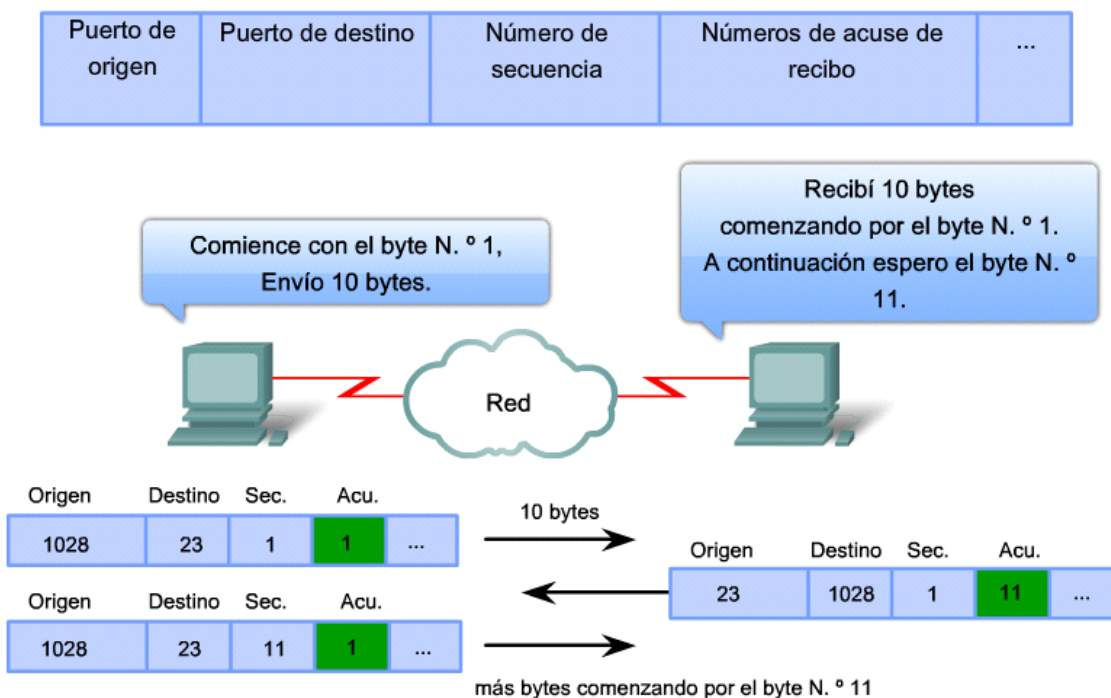 Puerto de
origen
Puerto de destino
Número de
secuencia
Números de acuse de
recibo
...
Comience con el byte N. º 1,
Envío 10 bytes.
Recibí 10 bytes
comenzando por el byte N. º 1.
A continuación espero el byte N. º
11.
Red
Origen Destino Sec. Acu.
1028 23 1 1 ...
10 bytes
Origen Destino Sec. Acu.
23 1028 1 11 ...
Origen Destino Sec. Acu.
1028 23 11 1 ...
más bytes comenzando por el byte N. º 11